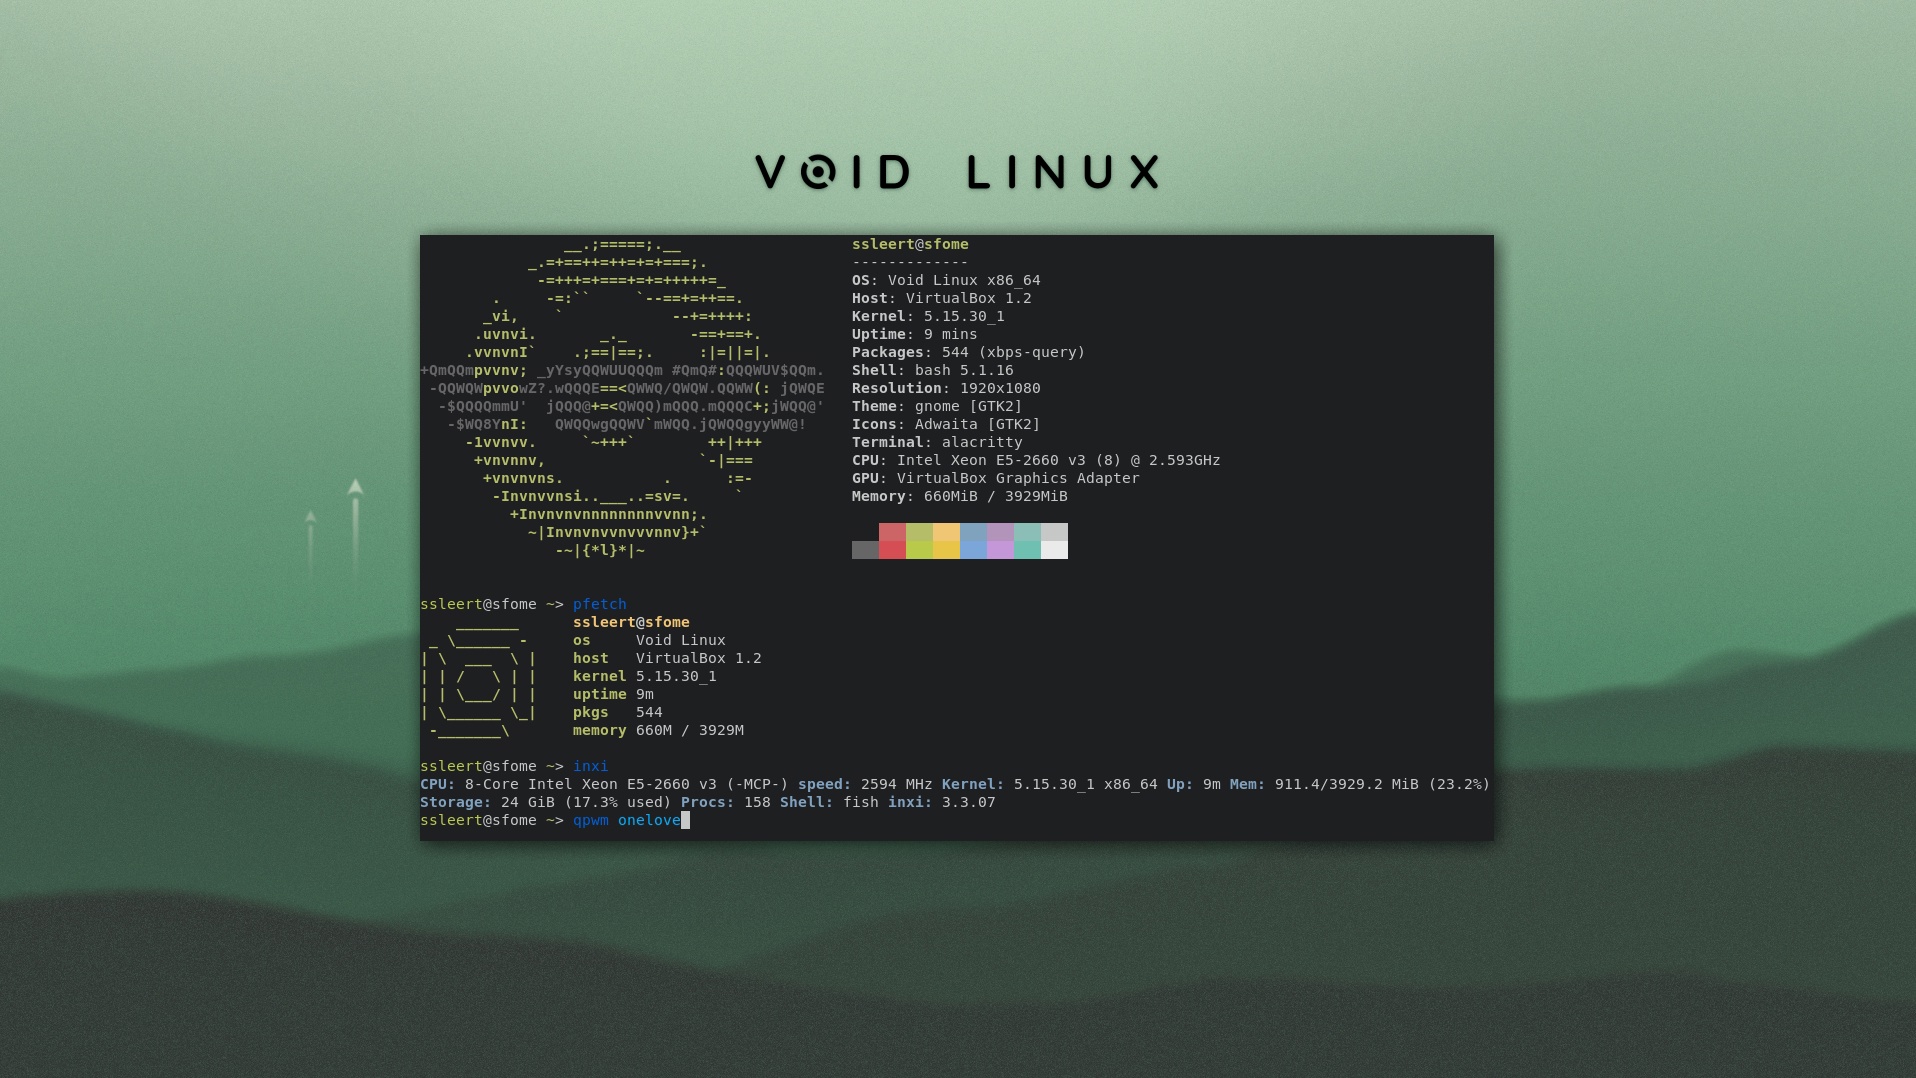 VOID LINUX
                __.;=====;.__                   ssleert@sfome
            _.=+==++=++=+=+===;.                -------------
             -=+++=+===+=+=+++++=_              OS: Void Linux x86_64
        .     -=:``     `--==+=++==.            Host: VirtualBox 1.2
       _vi,    `            --+=++++:           Kernel: 5.15.30_1
      .uvnvi.       _._       -==+==+.          Uptime: 9 mins
     .vvnvnI`    .;==|==;.     :|=||=|.         Packages: 544 (xbps-query)
+QmQQmpvvnv; _yYsyQQWUUQQQm #QmQ#:QQQWUV$QQm.   Shell: bash 5.1.16
 -QQWQWpvvowZ?.wQQQE==<QWWQ/QWQW.QQWW(: jQWQE   Resolution: 1920x1080
  -$QQQQmmU'  jQQQ@+=<QWQQ)mQQQ.mQQQC+;jWQQ@'   Theme: gnome [GTK2]
   -$WQ8YnI:   QWQQwgQQWV`mWQQ.jQWQQgyyWW@!     Icons: Adwaita [GTK2]
     -1vvnvv.     `~+++`        ++|+++          Terminal: alacritty
      +vnvnnv,                 `-|===           CPU: Intel Xeon E5-2660 v3 (8) @ 2.593GHz
       +vnvnvns.           .      :=-           GPU: VirtualBox Graphics Adapter
        -Invnvvnsi..___..=sv=.     `            Memory: 660MiB / 3929MiB
          +Invnvnvnnnnnnnnvvnn;.
            ~|Invnvnvvnvvvnnv}+`
               -~|{*l}*|~
ssleert@sfome ~> pfetch
    _______      ssleert@sfome
 _ \______ -     os     Void Linux
| \  ___  \ |    host   VirtualBox 1.2
| | /   \ | |    kernel 5.15.30_1
| | \___/ | |    uptime 9m
| \______ \_|    pkgs   544
 -_______\       memory 660M / 3929M
ssleert@sfome ~> inxi
CPU: 8-Core Intel Xeon E5-2660 v3 (-MCP-) speed: 2594 MHz Kernel: 5.15.30_1 x86_64 Up: 9m Mem: 911.4/3929.2 MiB (23.2%)
Storage: 24 GiB (17.3% used) Procs: 158 Shell: fish inxi: 3.3.07
ssleert@sfome ~> qpwm onelove